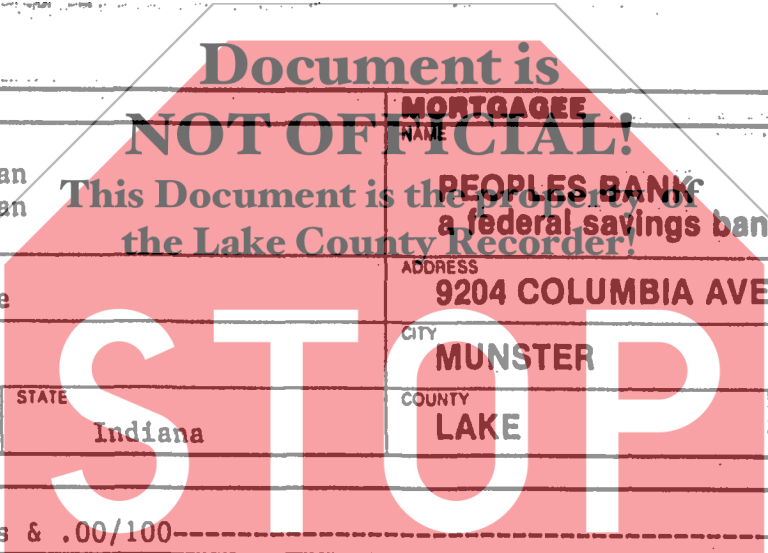 Document is
MORTGAGEE
NOT OFFICIAL!
NAME
an
PEOPLES BANK
This Document is the property of
an
a federal savings ban
the Lake County Recorder!
ADDRESS
e
9204 COLUMBIA AVE
CITY
MUNSTER
STATE
COUNTY
Indiana
LAKE
STOP
s & .00/100